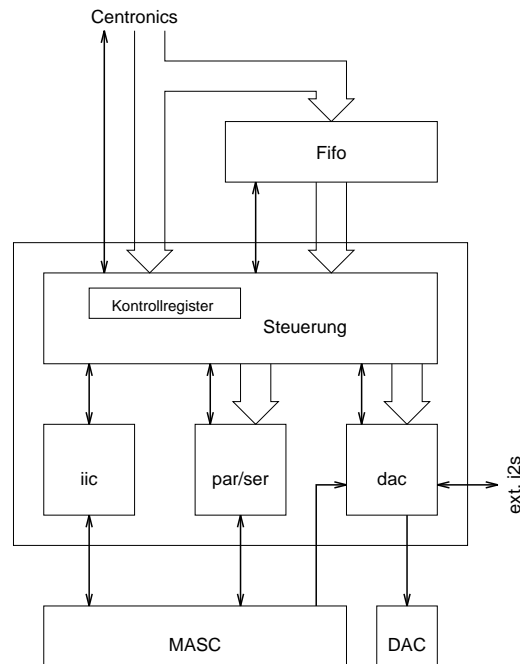 Centronics
Fifo
Kontrollregister
Steuerung
iic
par/ser
dac
ext. i2s
MASC
DAC